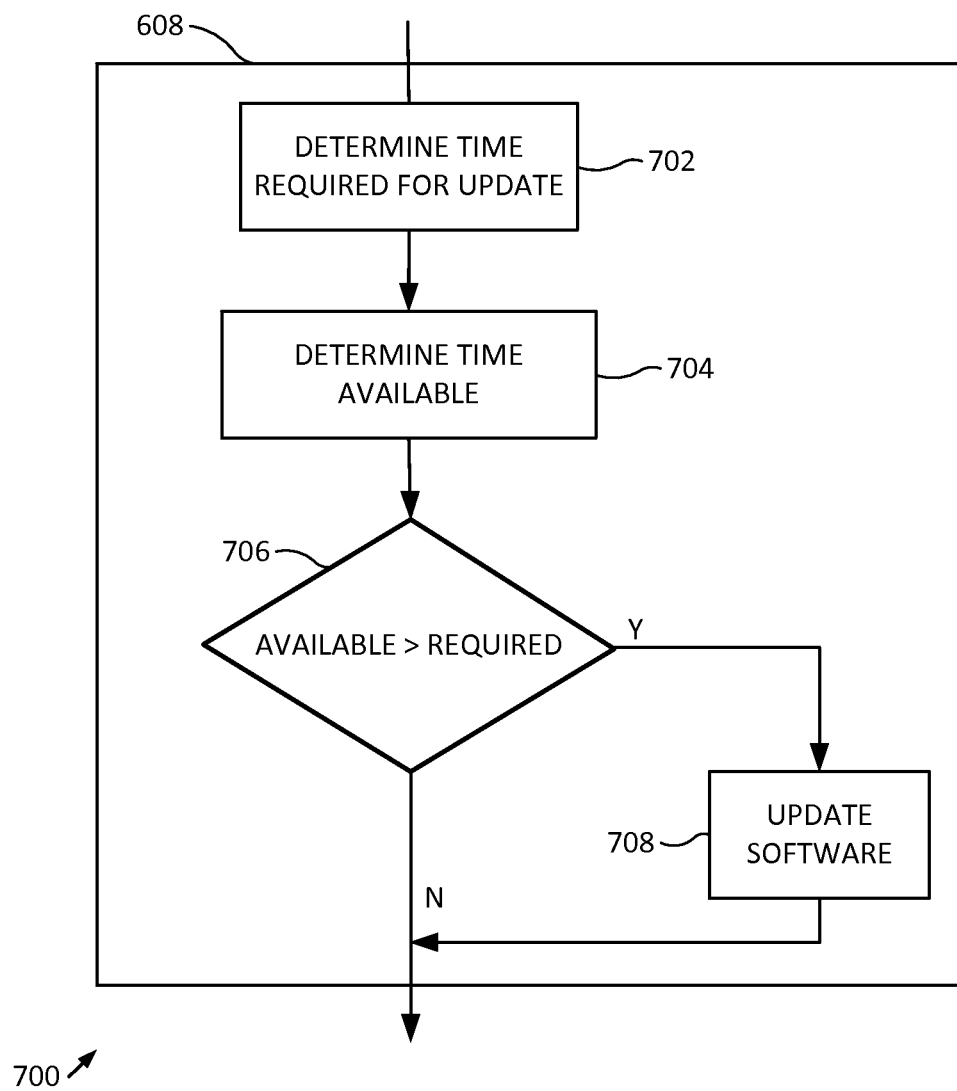 608
DETERMINE TIME
REQUIRED FOR UPDATE
702
DETERMINE TIME
AVAILABLE
704
706
AVAILABLE > REQUIRED
Y
UPDATE
SOFTWARE
708
N
700